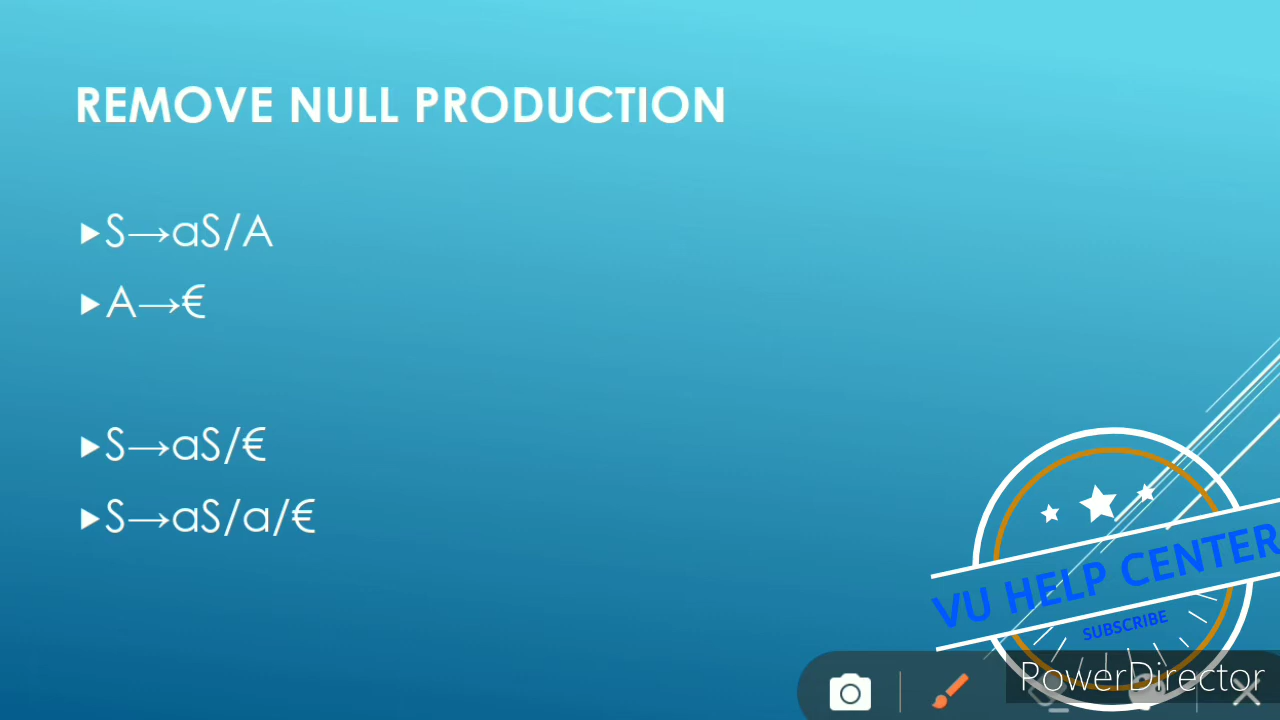 REMOVE NULL PRODUCTION
▶S→aS/A
▶A→€
▶S→aS/€
▶S→aS/a/€
VU HELP CENTER
SUBSCRIBE
PowerDirector